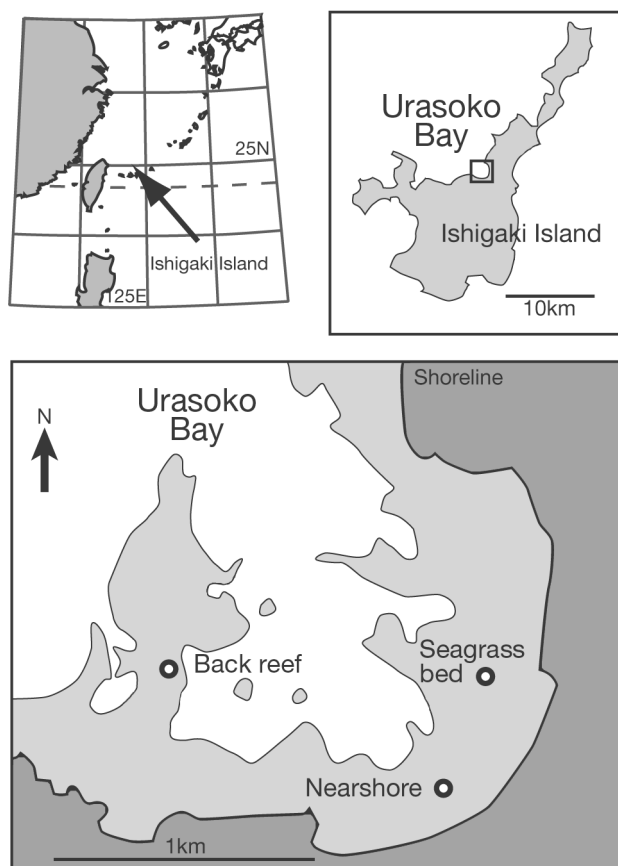 25N
Ishigaki Island
125E
Urasoko
Bay
Ishigaki Island
10km
Shoreline
Urasoko
Bay
N
Back reef
Seagrass
bed
Nearshore
1km